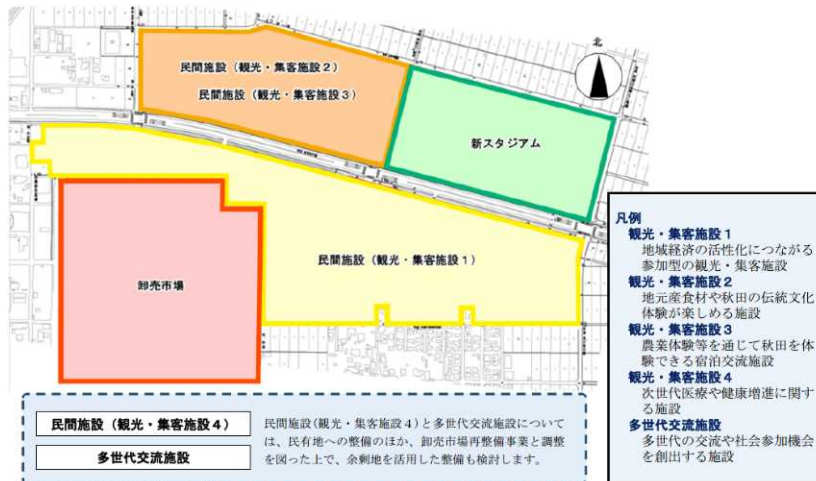 北
民間施設（観光・集客施設２）
民間施設（観光・集客施設３）
新スタジアム
民間施設（観光・集客施設１）
卸売市場
凡例
観光・集客施設１
地域経済の活性化につながる
参加型の観光・集客施設
観光・集客施設２
地元産食材や秋田の伝統文化
体験が楽しめる施設
観光・集客施設３
農業体験等を通じて秋田を体
験できる宿泊交流施設
観光・集客施設４
次世代医療や健康増進に関す
る施設
多世代交流施設
多世代の交流や社会参加機会
を創出する施設
民間施設（観光・集客施設４）
多世代交流施設
民間施設(観光・集客施設４)と多世代交流施設について
は、民有地への整備のほか、卸売市場再整備事業と調整
を図った上で、余剰地を活用した整備も検討します。